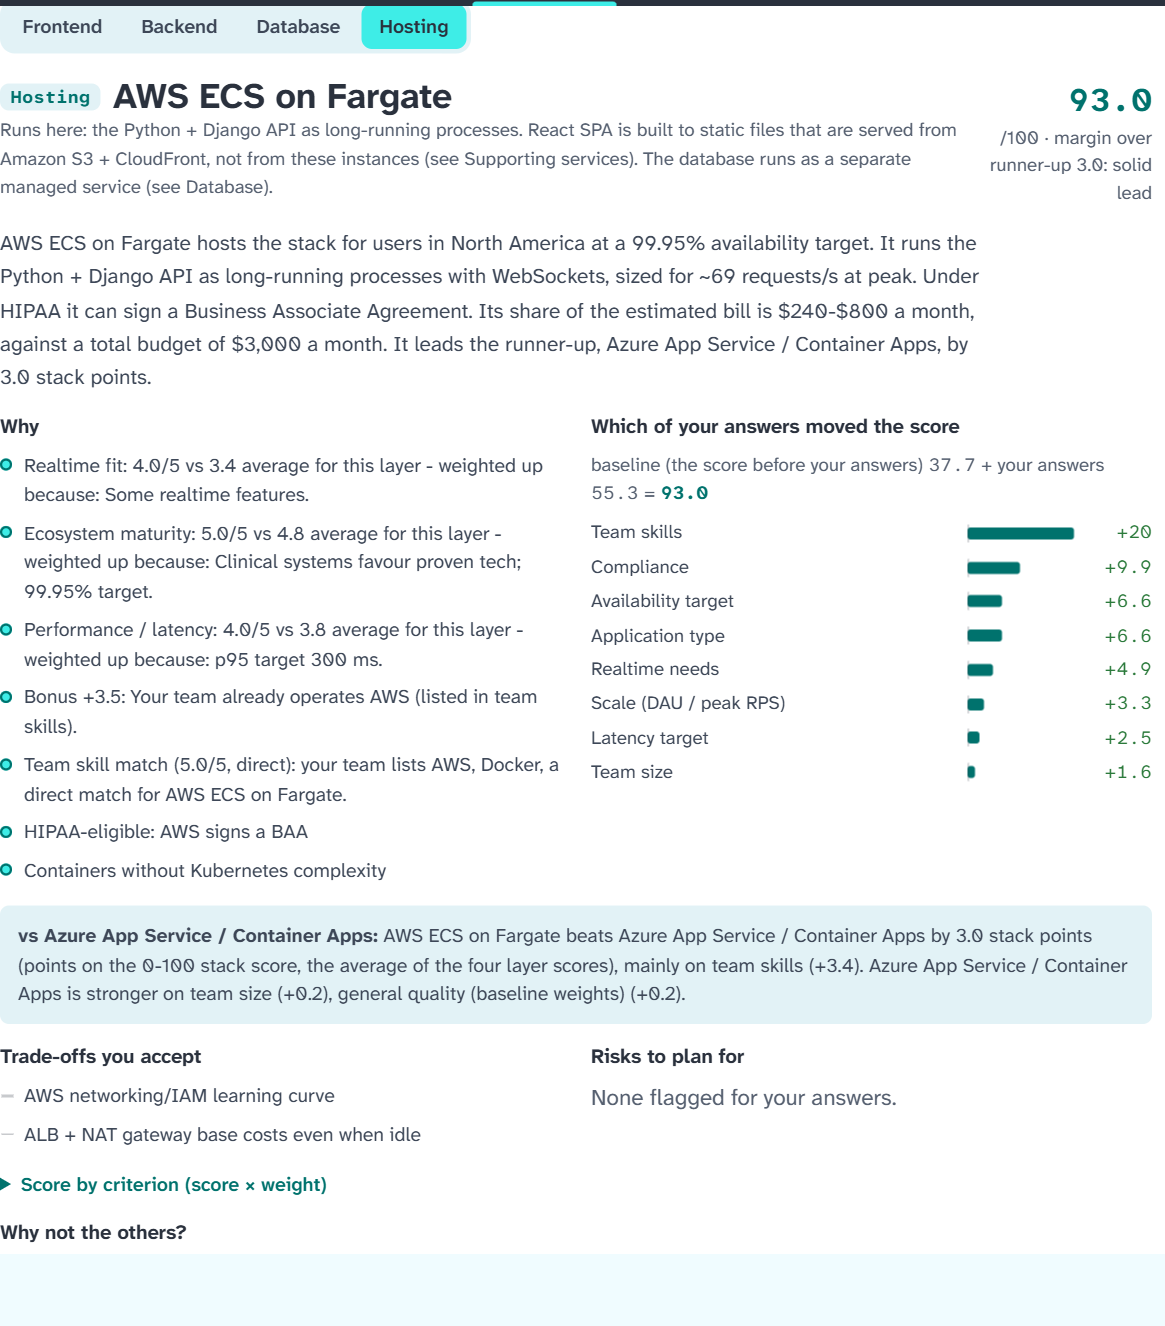 Frontend Backend Database Hosting
Hosting AWS ECS on Fargate
93.0
Runs here: the Python + Django API as long-running processes. React SPA is built to static files that are served from
Amazon S3 + CloudFront, not from these instances (see Supporting services). The database runs as a separate
managed service (see Database).
/100 · margin over
runner-up 3.0: solid
lead
AWS ECS on Fargate hosts the stack for users in North America at a 99.95% availability target. It runs the
Python + Django API as long-running processes with WebSockets, sized for ~69 requests/s at peak. Under
HIPAA it can sign a Business Associate Agreement. Its share of the estimated bill is $240-$800 a month,
against a total budget of $3,000 a month. It leads the runner-up, Azure App Service / Container Apps, by
3.0 stack points.
Why
Realtime fit: 4.0/5 vs 3.4 average for this layer - weighted up
because: Some realtime features.
Ecosystem maturity: 5.0/5 vs 4.8 average for this layer -
weighted up because: Clinical systems favour proven tech;
99.95% target.
Performance / latency: 4.0/5 vs 3.8 average for this layer -
weighted up because: p95 target 300 ms.
Bonus +3.5: Your team already operates AWS (listed in team
skills).
Team skill match (5.0/5, direct): your team lists AWS, Docker, a
direct match for AWS ECS on Fargate.
HIPAA-eligible: AWS signs a BAA
Containers without Kubernetes complexity
Which of your answers moved the score
baseline (the score before your answers) 37.7 + your answers
55.3 = 93.0
Team skills +20
Compliance +9.9
Availability target +6.6
Application type +6.6
Realtime needs +4.9
Scale (DAU / peak RPS) +3.3
Latency target +2.5
Team size +1.6
vs Azure App Service / Container Apps: AWS ECS on Fargate beats Azure App Service / Container Apps by 3.0 stack points
(points on the 0-100 stack score, the average of the four layer scores), mainly on team skills (+3.4). Azure App Service / Container
Apps is stronger on team size (+0.2), general quality (baseline weights) (+0.2).
Trade-offs you accept
AWS networking/IAM learning curve
ALB + NAT gateway base costs even when idle
Risks to plan for
None flagged for your answers.
Score by criterion (score × weight)
Why not the others?